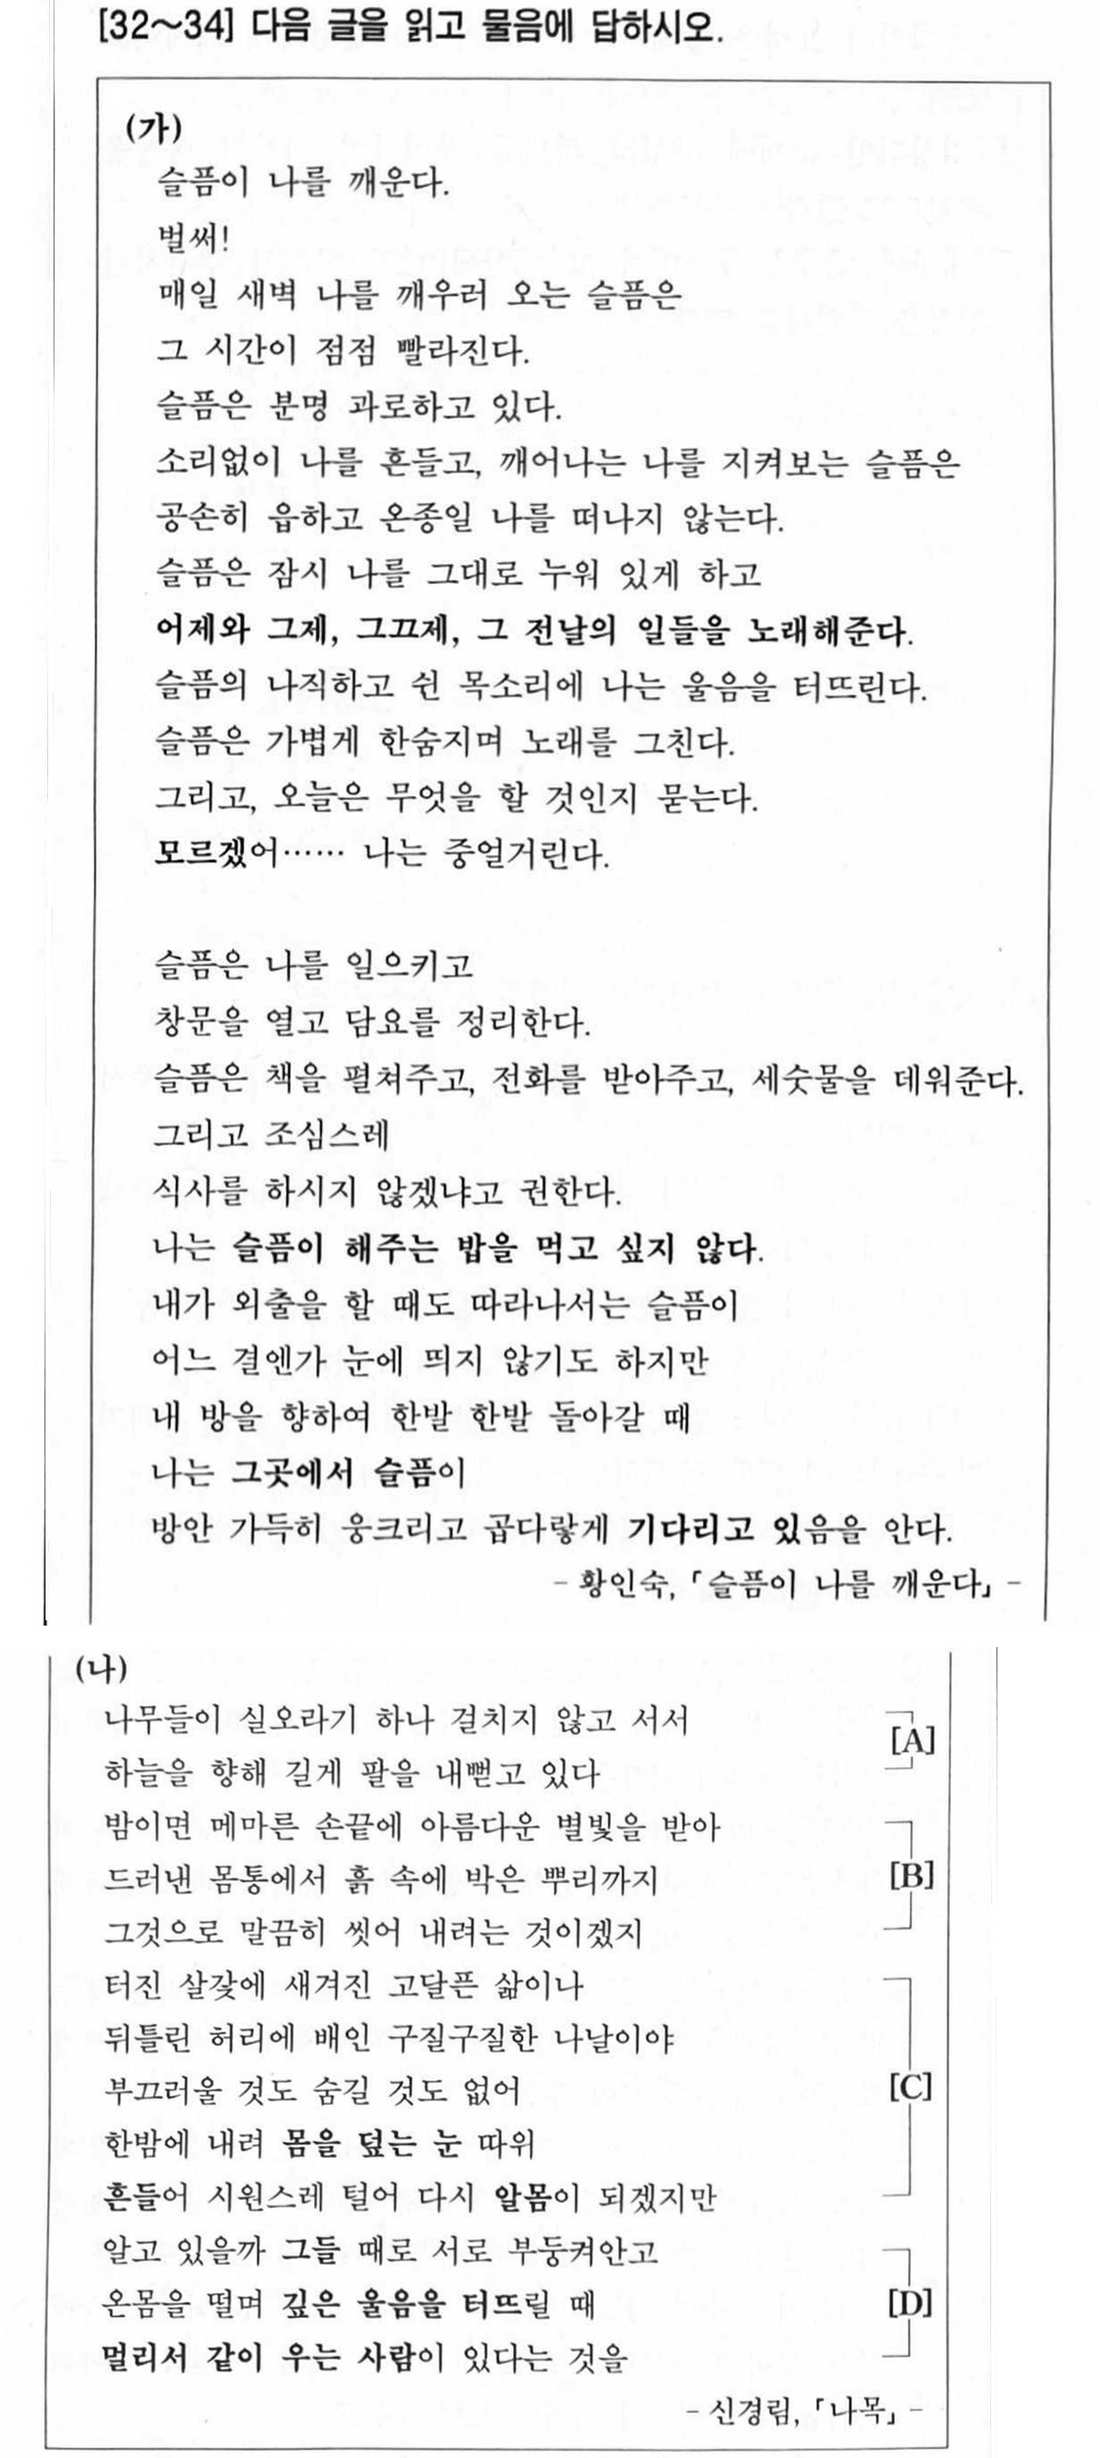 [32～34] 다음 글을 읽고 물음에 답하시오.
(가)
슬픔이 나를 깨운다.
벌써!
매일 새벽 나를 깨우러 오는 슬픔은
그 시간이 점점 빨라진다.
슬픔은 분명 과로하고 있다.
소리없이 나를 흔들고, 깨어나는 나를 지켜보는 슬픔은
공손히 읍하고 온종일 나를 떠나지 않는다.
슬픔은 잠시 나를 그대로 누워 있게 하고
어제와 그제, 그끄제, 그 전날의 일들을 노래해준다.
슬픔의 나직하고 쉰 목소리에 나는 울음을 터뜨린다.
슬픔은 가볍게 한숨지며 노래를 그친다.
그리고, 오늘은 무엇을 할 것인지 묻는다.
모르겠어…… 나는 중얼거린다.
슬픔은 나를 일으키고
창문을 열고 담요를 정리한다.
슬픔은 책을 펼쳐주고, 전화를 받아주고, 세숫물을 데워준다.
그리고 조심스레
식사를 하시지 않겠냐고 권한다.
나는 슬픔이 해주는 밥을 먹고 싶지 않다.
내가 외출을 할 때도 따라나서는 슬픔이
어느 결엔가 눈에 띄지 않기도 하지만
내 방을 향하여 한발 한발 돌아갈 때
나는 그곳에서 슬픔이
방안 가득히 웅크리고 곱다랗게 기다리고 있음을 안다.
- 황인숙, 「슬픔이 나를 깨운다」 -
(나)
나무들이 실오라기 하나 걸치지 않고 서서
하늘을 향해 길게 팔을 내뻗고 있다
[A]
밤이면 메마른 손끝에 아름다운 별빛을 받아
드러낸 몸통에서 흙 속에 박은 뿌리까지
그것으로 말끔히 씻어 내려는 것이겠지
[B]
터진 살갗에 새겨진 고달픈 삶이나
뒤틀린 허리에 배인 구질구질한 나날이야
부끄러울 것도 숨길 것도 없어
한밤에 내려 몸을 덮는 눈 따위
흔들어 시원스레 털어 다시 알몸이 되겠지만
[C]
알고 있을까 그들 때로 서로 부둥켜안고
온몸을 떨며 깊은 울음을 터뜨릴 때
멀리서 같이 우는 사람이 있다는 것을
[D]
- 신경림, 「나목」 -